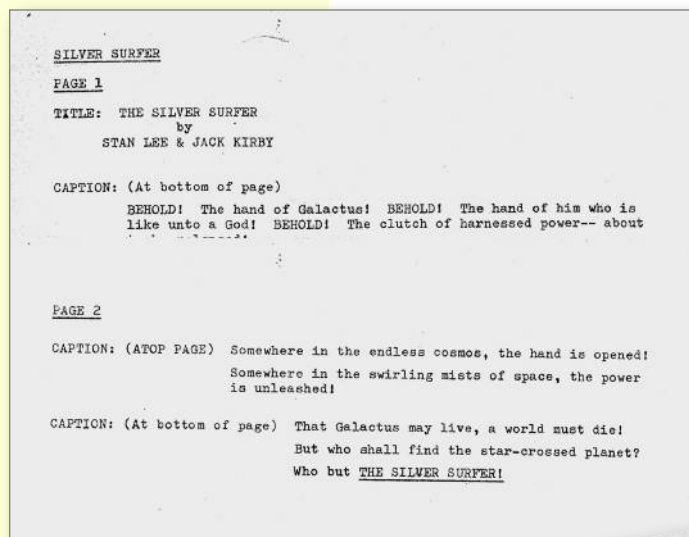 SILVER SURFER
PAGE 1
TITLE: THE SILVER SURFER
by
STAN LEE & JACK KIRBY
CAPTION: (At bottom of page)
BEHOLD! The hand of Galactus! BEHOLD! The hand of him who is
like unto a God! BEHOLD! The clutch of harnessed power-- about
PAGE 2
CAPTION: (ATOP PAGE) Somewhere in the endless cosmos, the hand is opened!
Somewhere in the swirling mists of space, the power
is unleashed!
CAPTION: (At bottom of page) That Galactus may live, a world must die!
But who shall find the star-crossed planet?
Who but THE SILVER SURFER!